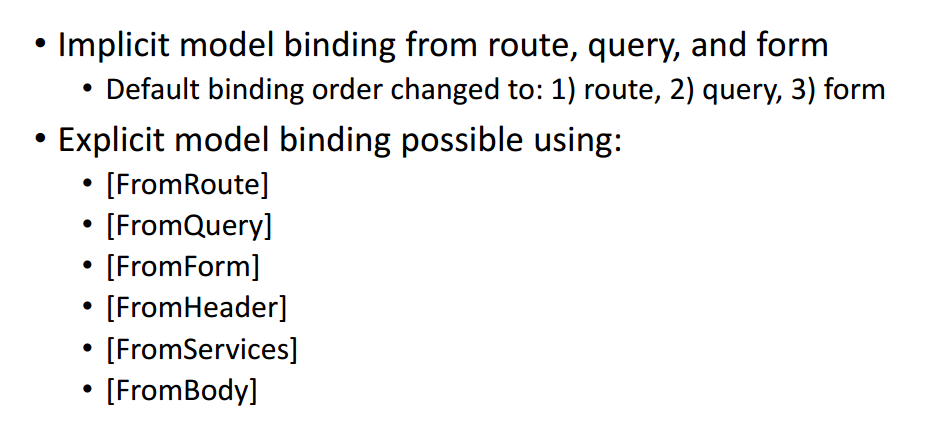 • Implicit model binding from route, query, and form
• Default binding order changed to: 1) route, 2) query, 3) form
• Explicit model binding possible using:
• [FromRoute]
• [FromQuery]
• [FromForm]
• [FromHeader]
• [FromServices]
• [FromBody]